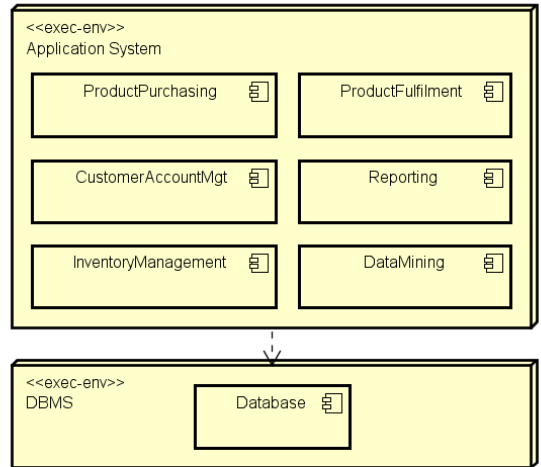 <<exec-env>>
Application System
ProductPurchasing
ProductFulfilment
CustomerAccountMgt
Reporting
InventoryManagement
DataMining
<<exec-env>>
DBMS
Database